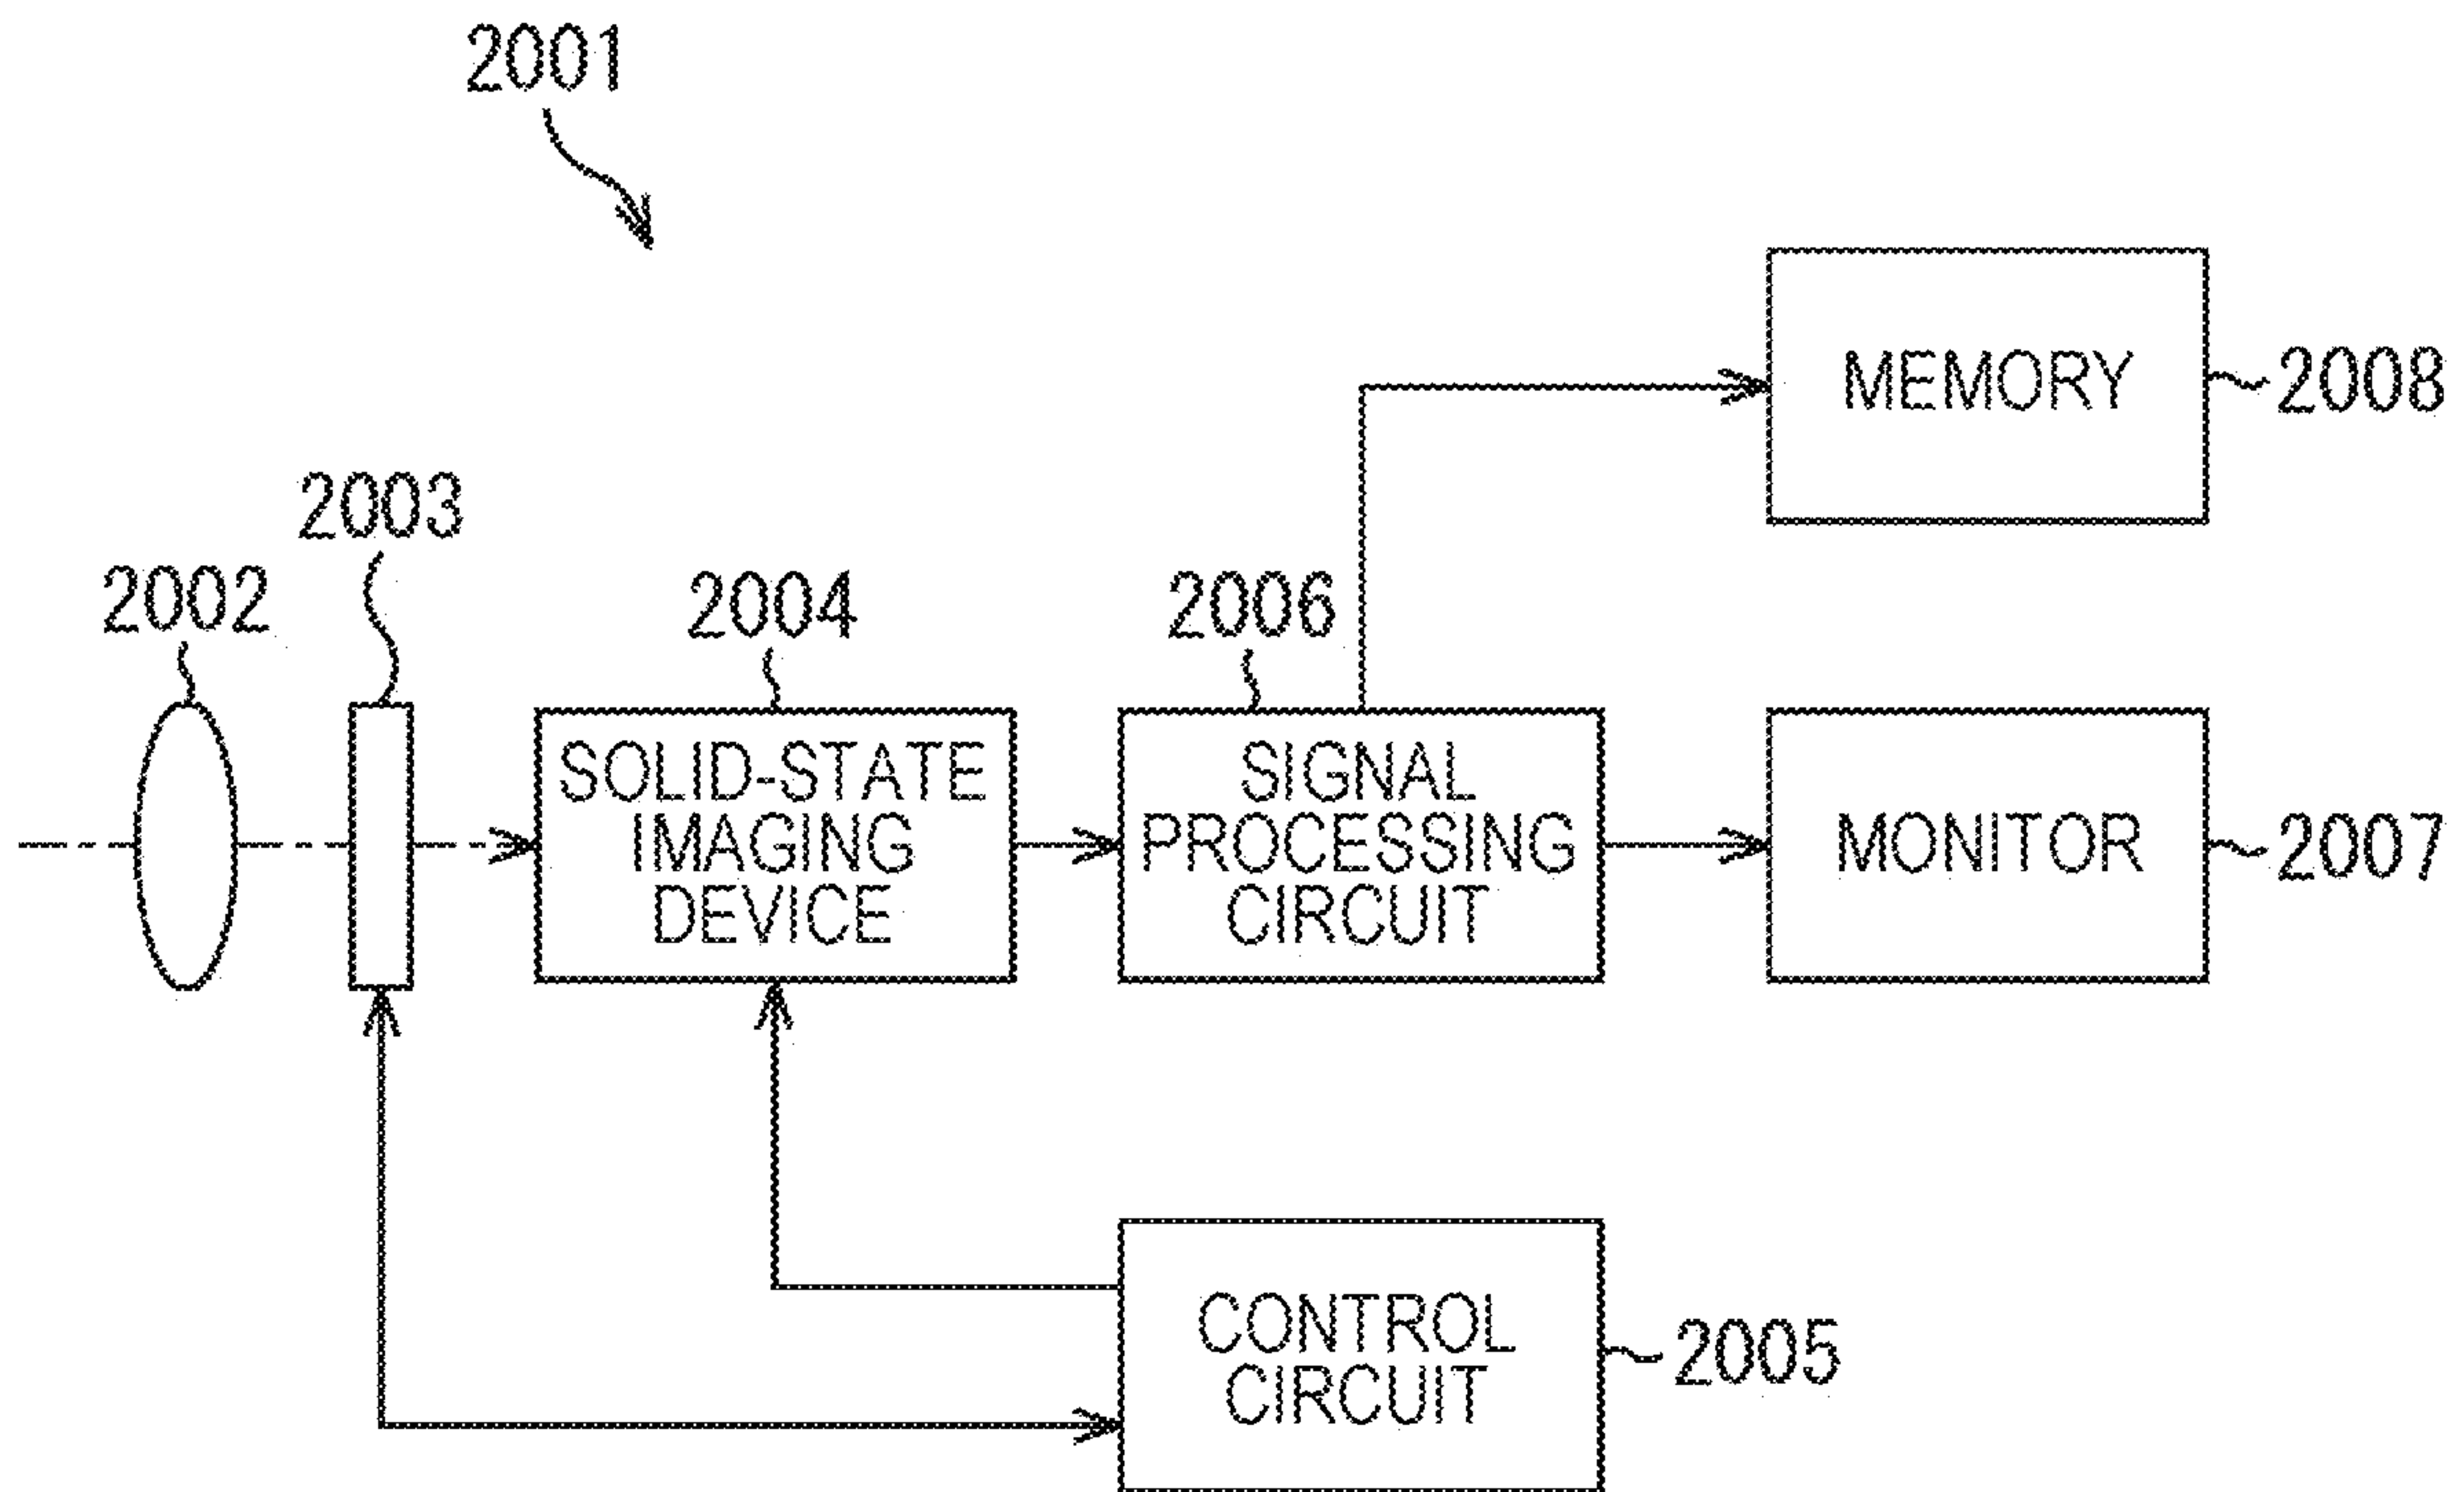 2001
MEMORY
2008
2003
2002
2004
2006
SOLID-STATE
IMAGING
DEVICE
SIGNAL
PROCESSING
CIRCUIT
MONITOR
2007
CONTROL
CIRCUIT
2005